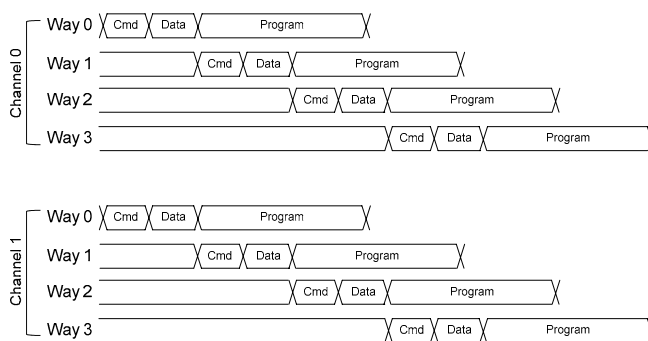 Channel 0
Way 0 Cmd Data Program
Way 1 Cmd Data Program
Way 2 Cmd Data Program
Way 3 Cmd Data Program
Channel 1
Way 0 Cmd Data Program
Way 1 Cmd Data Program
Way 2 Cmd Data Program
Way 3 Cmd Data Program